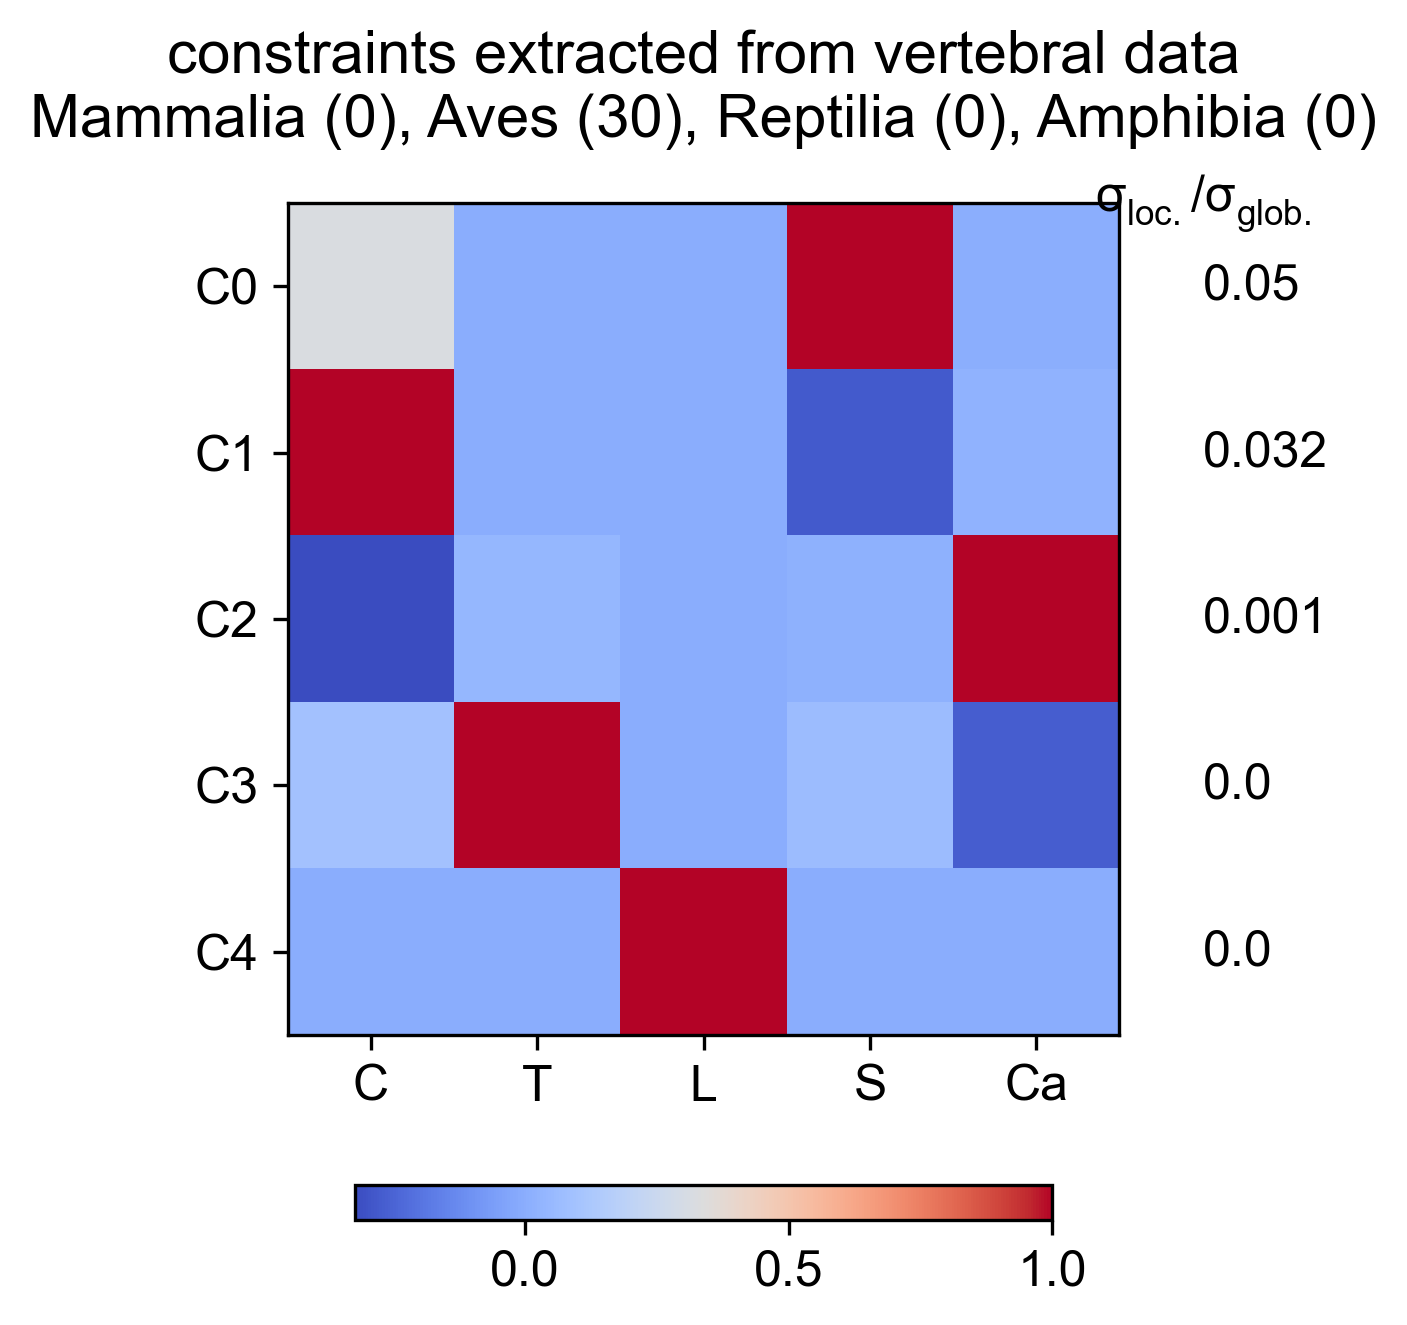 constraints extracted from vertebral data
Mammalia (0), Aves (30), Reptilia (0), Amphibia (0)
σloc. /σglob.
C0 0.05
C1 0.032
C2 0.001
C3 0.0
C4 0.0
C T L S Ca
0.0 0.5 1.0